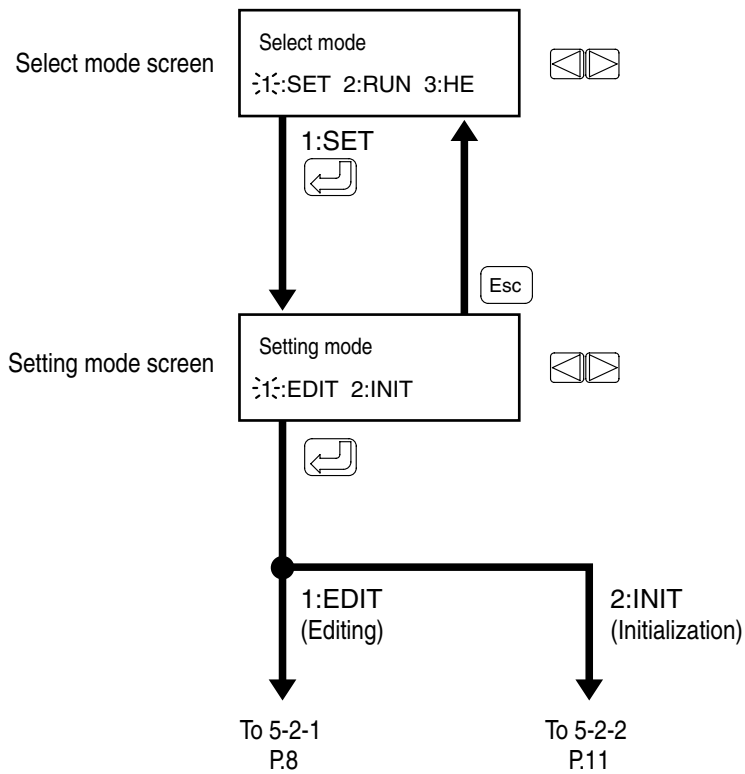 Select mode screen
Select mode
1:SET 2:RUN 3:HE
1:SET
Esc
Setting mode screen
Setting mode
1:EDIT 2:INIT
1:EDIT
(Editing)
2:INIT
(Initialization)
To 5-2-1
P.8
To 5-2-2
P.11